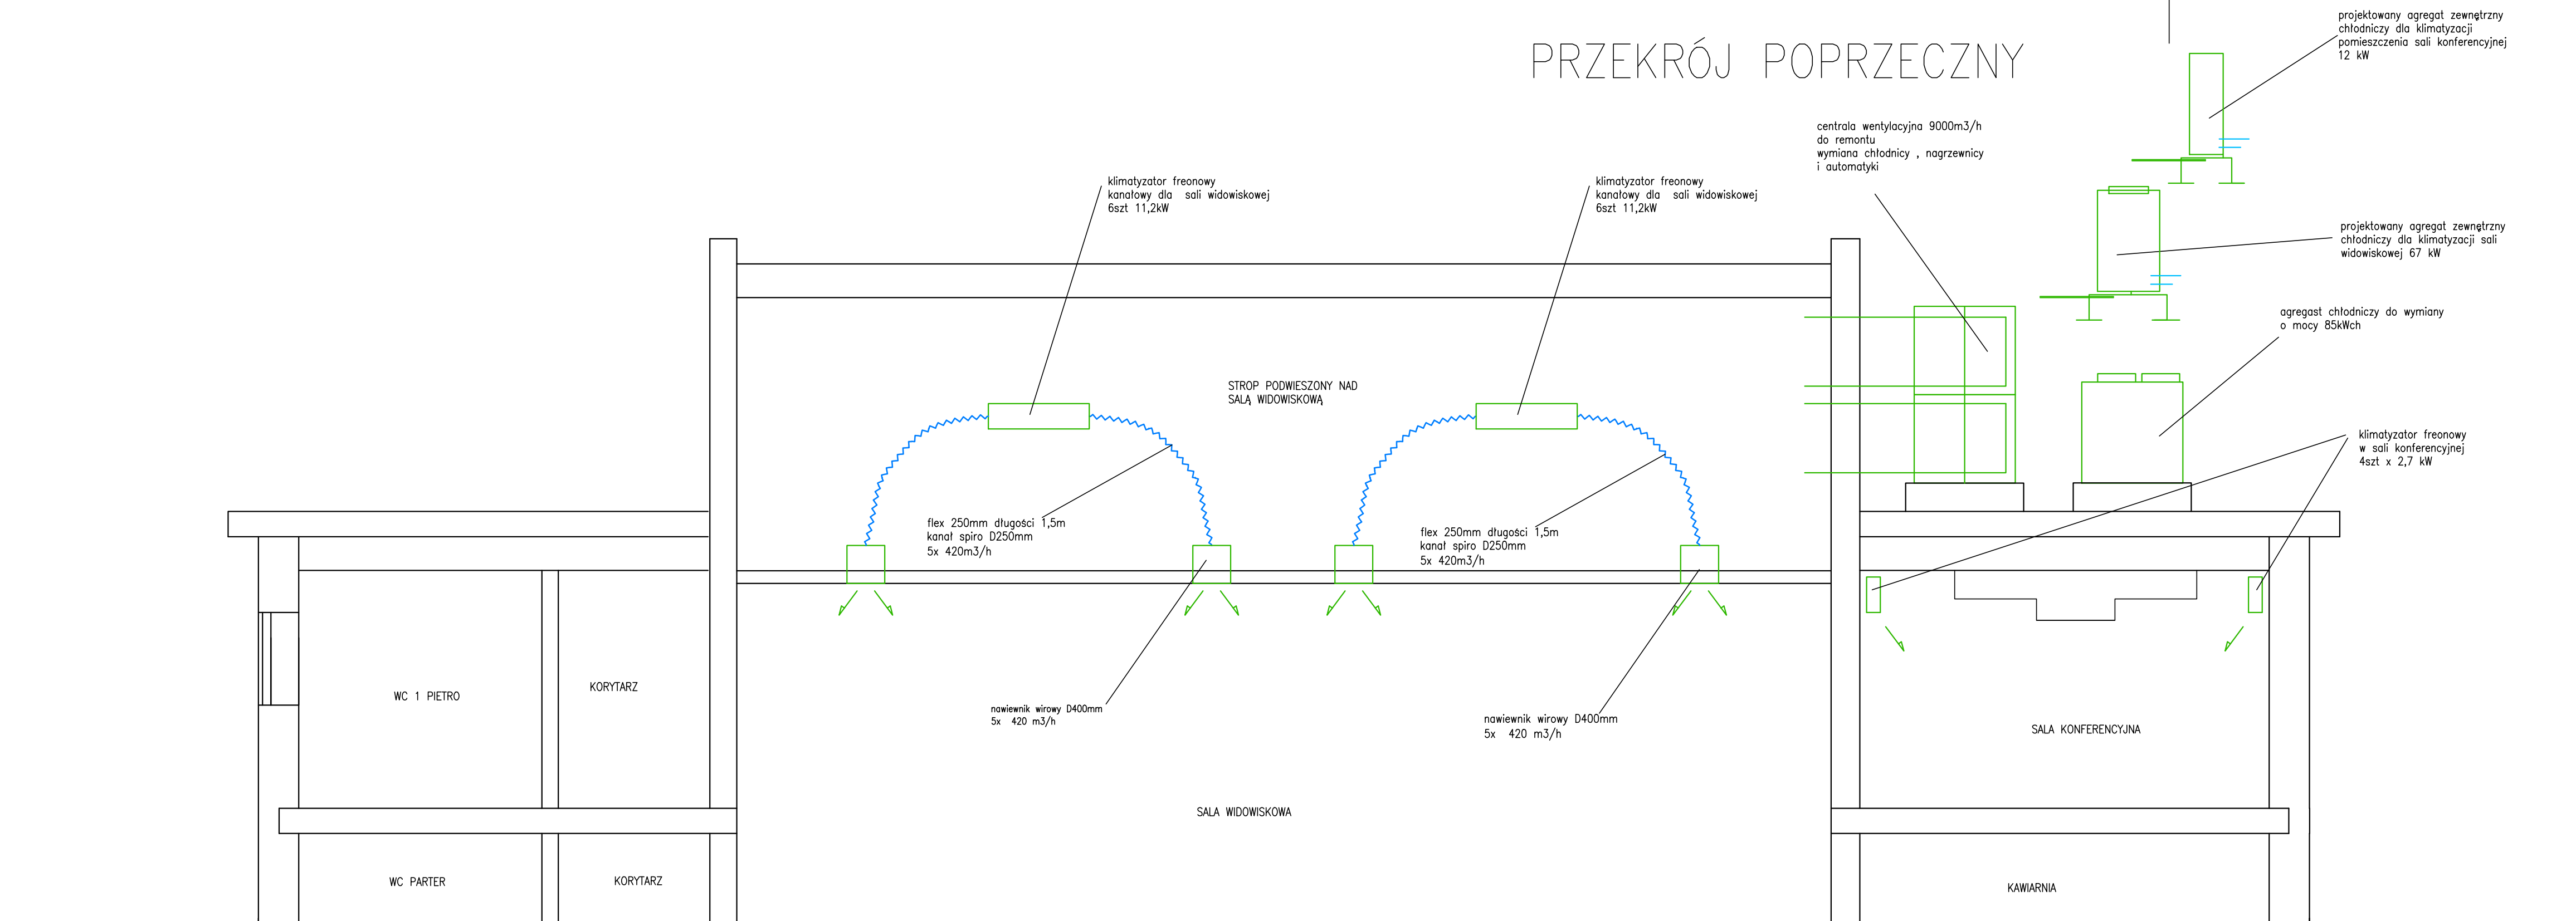 PRZEKRÓJ POPRZECZNY
projektowany agregat zewnętrzny
chłodniczy dla klimatyzacji
pomieszczenia sali konferencyjnej
12 kW
centrala wentylacyjna 9000m3/h
do remontu
wymiana chłodnicy , nagrzewnicy
i automatyki
klimatyzator freonowy
kanałowy dla sali widowiskowej
6szt 11,2kW
klimatyzator freonowy
kanałowy dla sali widowiskowej
6szt 11,2kW
projektowany agregat zewnętrzny
chłodniczy dla klimatyzacji sali
widowiskowej 67 kW
agregast chłodniczy do wymiany
o mocy 85kWch
STROP PODWIESZONY NAD
SALĄ WIDOWISKOWĄ
klimatyzator freonowy
w sali konferencyjnej
4szt x 2,7 kW
flex 250mm długości 1,5m
kanał spiro D250mm
5x 420m3/h
flex 250mm długości 1,5m
kanał spiro D250mm
5x 420m3/h
WC 1 PIETRO
KORYTARZ
nawiewnik wirowy D400mm
5x 420 m3/h
nawiewnik wirowy D400mm
5x 420 m3/h
SALA KONFERENCYJNA
SALA WIDOWISKOWA
WC PARTER
KORYTARZ
KAWIARNIA